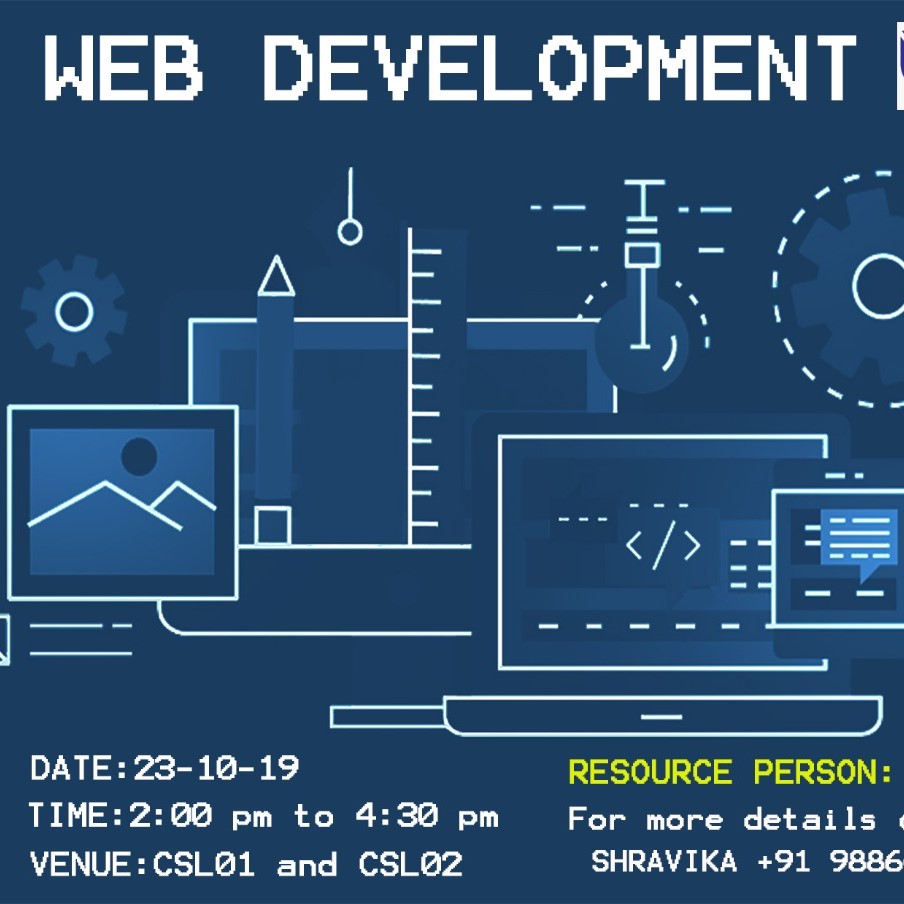 WEB DEVELOPMENT
</>
DATE:23-10-19
TIME:2:00 pm to 4:30 pm
VENUE:CSL01 and CSL02
RESOURCE PERSON:
For more details
SHRAVIKA +91 9886